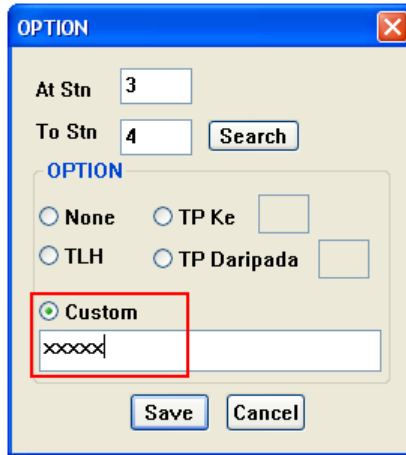 OPTION
At Stn 3
To Stn 4 Search
OPTION
None TP Ke
TLH TP Daripada
Custom
xxxxx
Save Cancel